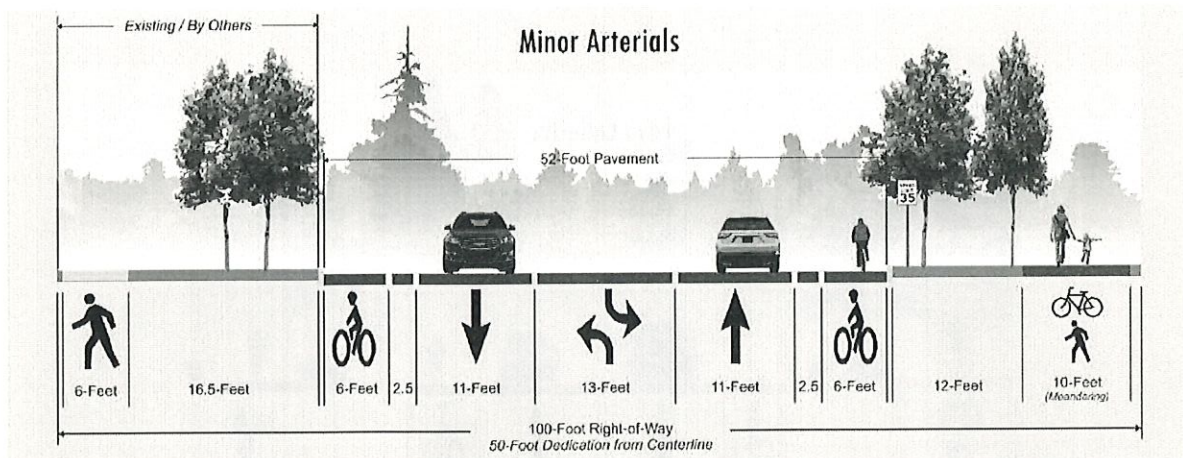 Existing / By Others
Minor Arterials
52-Foot Pavement
SPEED
LIMIT
35
6-Feet
16.5-Feet
6-Feet
2.5
11-Feet
13-Feet
11-Feet
2.5
6-Feet
12-Feet
10-Feet
(Meandering)
100-Foot Right-of-Way
50-Foot Dedication from Centerline